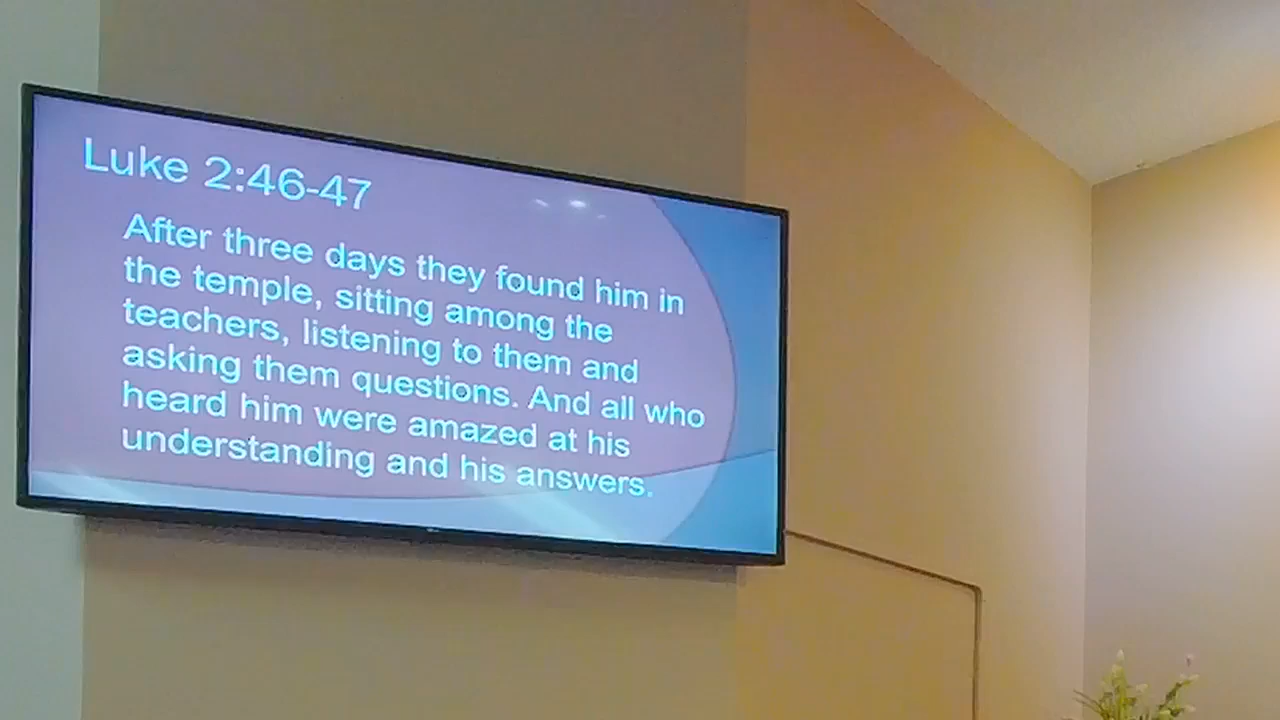 Luke 2:46-47
After three days they found him in
the temple, sitting among the
teachers, listening to them and
asking them questions. And all who
heard him were amazed at his
understanding and his answers.